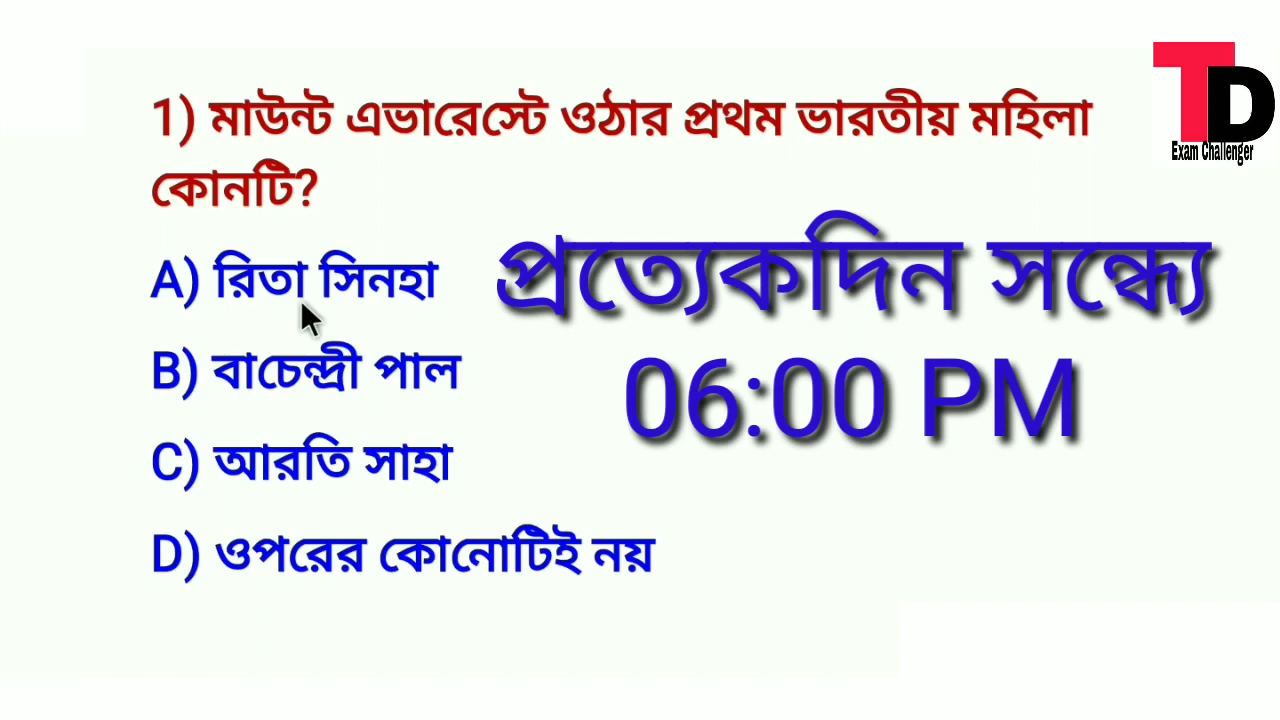 1) মাউন্ট এভারেস্টে ওঠার প্রথম ভারতীয় মহিলা
কোনটি?
A) রিতা সিনহা
B) বাচেন্দ্রী পাল
C) আরতি সাহা
D) ওপরের কোনোটিই নয়
প্রত্যেকদিন সন্ধ্যে
06:00 PM
TD
Exam Challenger